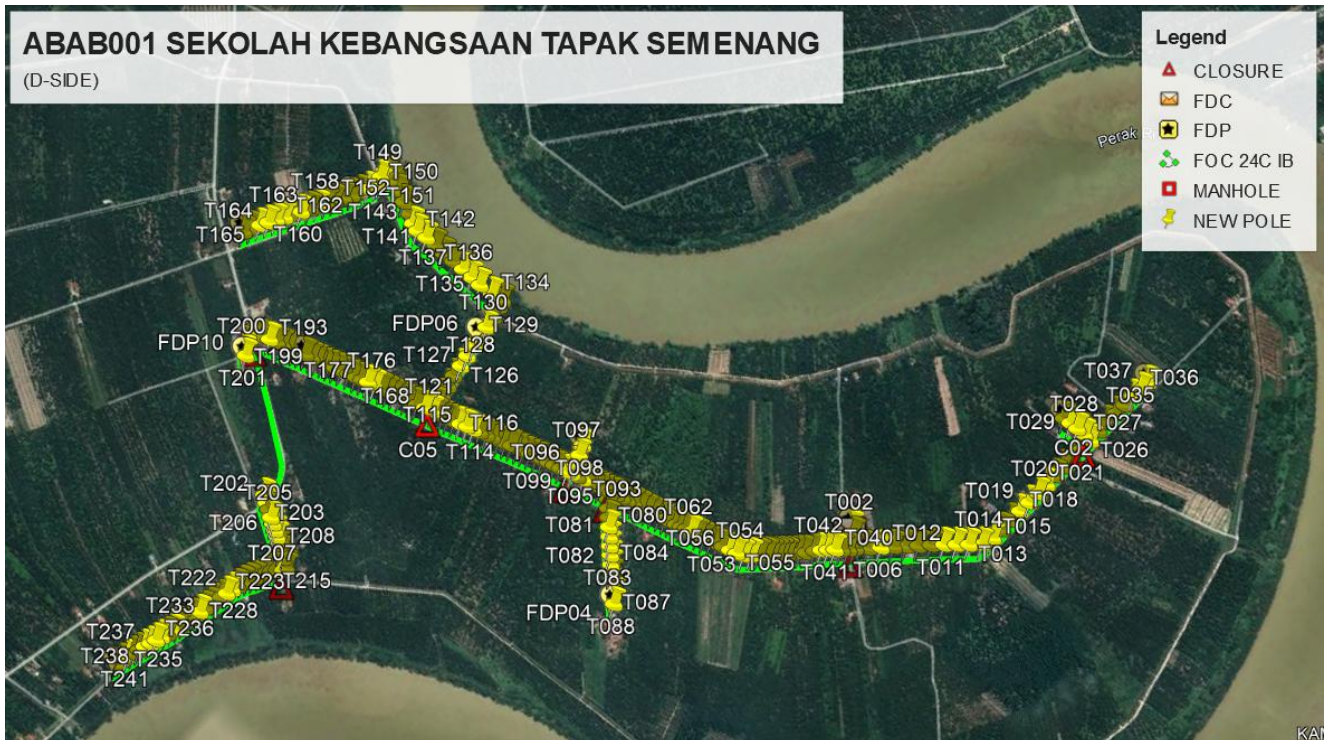 ABAB001 SEKOLAH KEBANGSAAN TAPAK SEMENANG
(D-SIDE)
Legend
CLOSURE
FDC
FDP
FOC 24C IB
MANHOLE
NEW POLE
Perak
T149
T150
T158
T152
T163
T151
T164
T162
T143
T142
T165
T160
T141
T137
T136
T135
T134
T130
FDP06
T129
T200
T193
FDP10
T128
T199
T127
T201
T177
T176
T126
T168
T121
T037
T036
T035
T115
T116
T028
T029
T027
C05
T114
T097
T096
C02
T026
T098
T020
T021
T099
T202
T205
T095
T093
T019
T018
T203
T080
T062
T002
T206
T081
T056
T054
T042
T040
T012
T014
T015
T208
T207
T082
T084
T053
T055
T041
T006
T011
T013
T222
T223
T215
T083
T233
T228
FDP04
T087
T237
T236
T088
T238
T235
T241
KAM